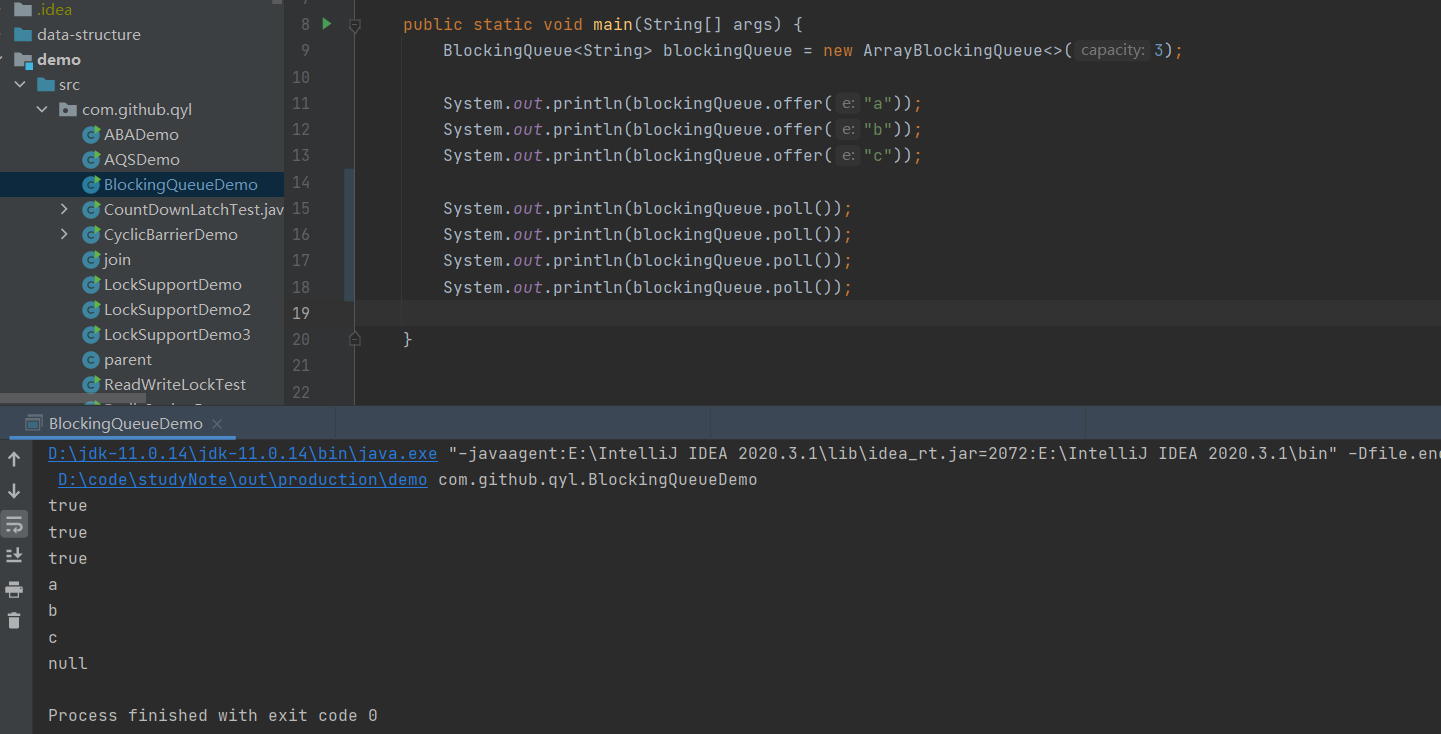 .idea
data-structure
demo
src
com.github.qyl
ABADemo
AQSDemo
BlockingQueueDemo
CountDownLatchTest.jav
CyclicBarrierDemo
join
LockSupportDemo
LockSupportDemo2
LockSupportDemo3
parent
ReadWriteLockTest
8 public static void main(String[] args) {
9 BlockingQueue<String> blockingQueue = new ArrayBlockingQueue<>( capacity: 3);
10
11 System.out.println(blockingQueue.offer( e: "a"));
12 System.out.println(blockingQueue.offer( e: "b"));
13 System.out.println(blockingQueue.offer( e: "c"));
14
15 System.out.println(blockingQueue.poll());
16 System.out.println(blockingQueue.poll());
17 System.out.println(blockingQueue.poll());
18 System.out.println(blockingQueue.poll());
19
20 }
21
22
BlockingQueueDemo
D:\jdk-11.0.14\jdk-11.0.14\bin\java.exe "-javaagent:E:\IntelliJ IDEA 2020.3.1\lib\idea_rt.jar=2072:E:\IntelliJ IDEA 2020.3.1\bin" -Dfile.enc
D:\code\studyNote\out\production\demo com.github.qyl.BlockingQueueDemo
true
true
true
a
b
c
null
Process finished with exit code 0